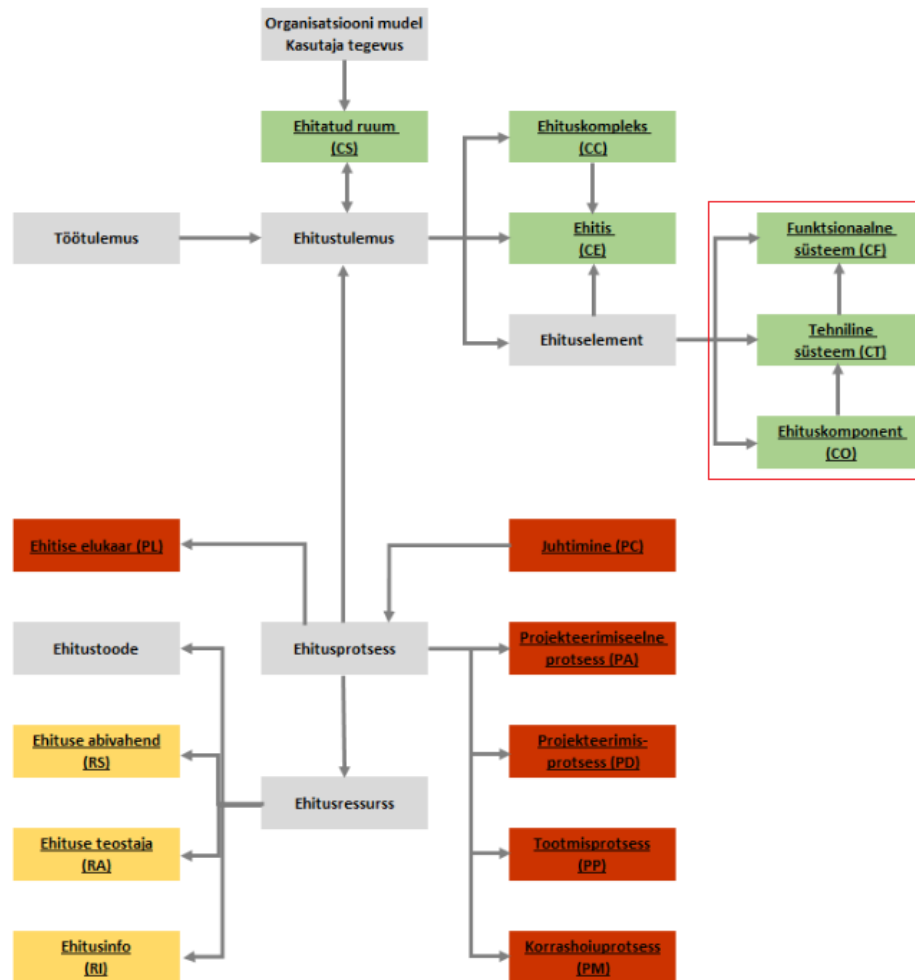 Organisatsiooni mudel
Kasutaja tegevus
Ehitatud ruum
(CS)
Ehituskompleks
(CC)
Töötulemus
Ehitustulemus
Ehitis
(CE)
Funktsionaalne
süsteem (CF)
Ehituselement
Tehniline
süsteem (CT)
Ehituskomponent
(CO)
Ehitise elukaar (PL)
Juhtimine (PC)
Ehitustoode
Ehitusprotsess
Projekteerimiseelne
protsess (PA)
Ehituse abivahend
(RS)
Projekteerimis-
protsess (PD)
Ehitusressurss
Ehituse teostaja
(RA)
Tootmisprotsess
(PP)
Ehitusinfo
(RI)
Korrashoiuprotsess
(PM)